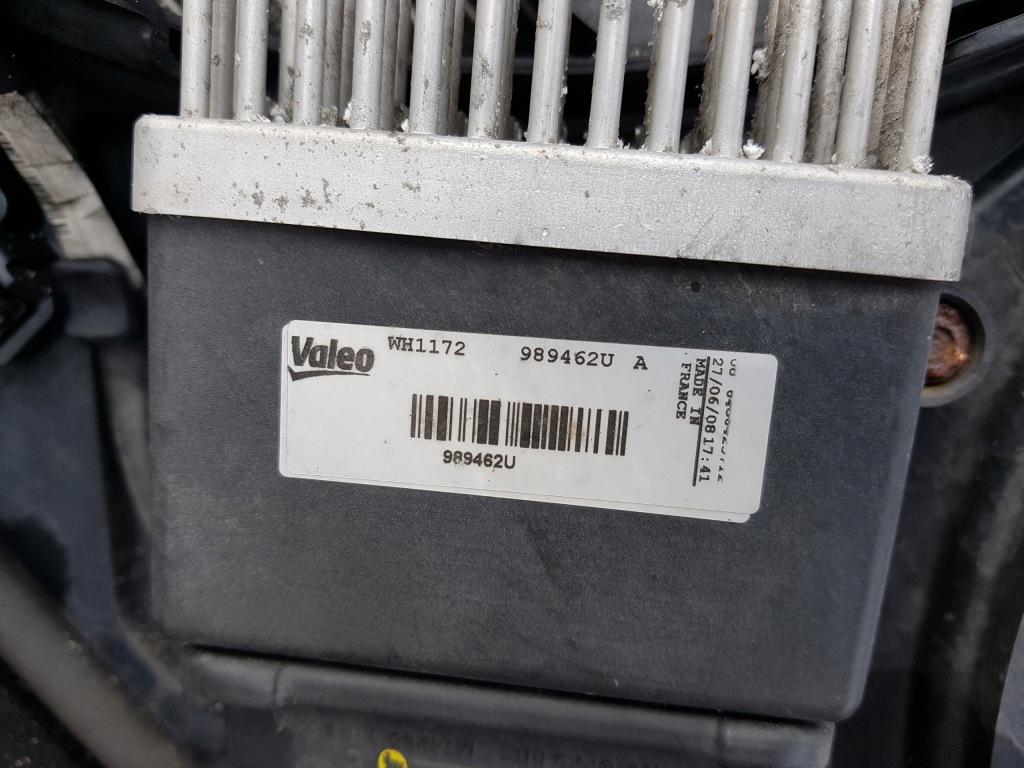 Valeo
WH1172 989462U A
989462U
27/06/08 17:41
MADE IN
FRANCE